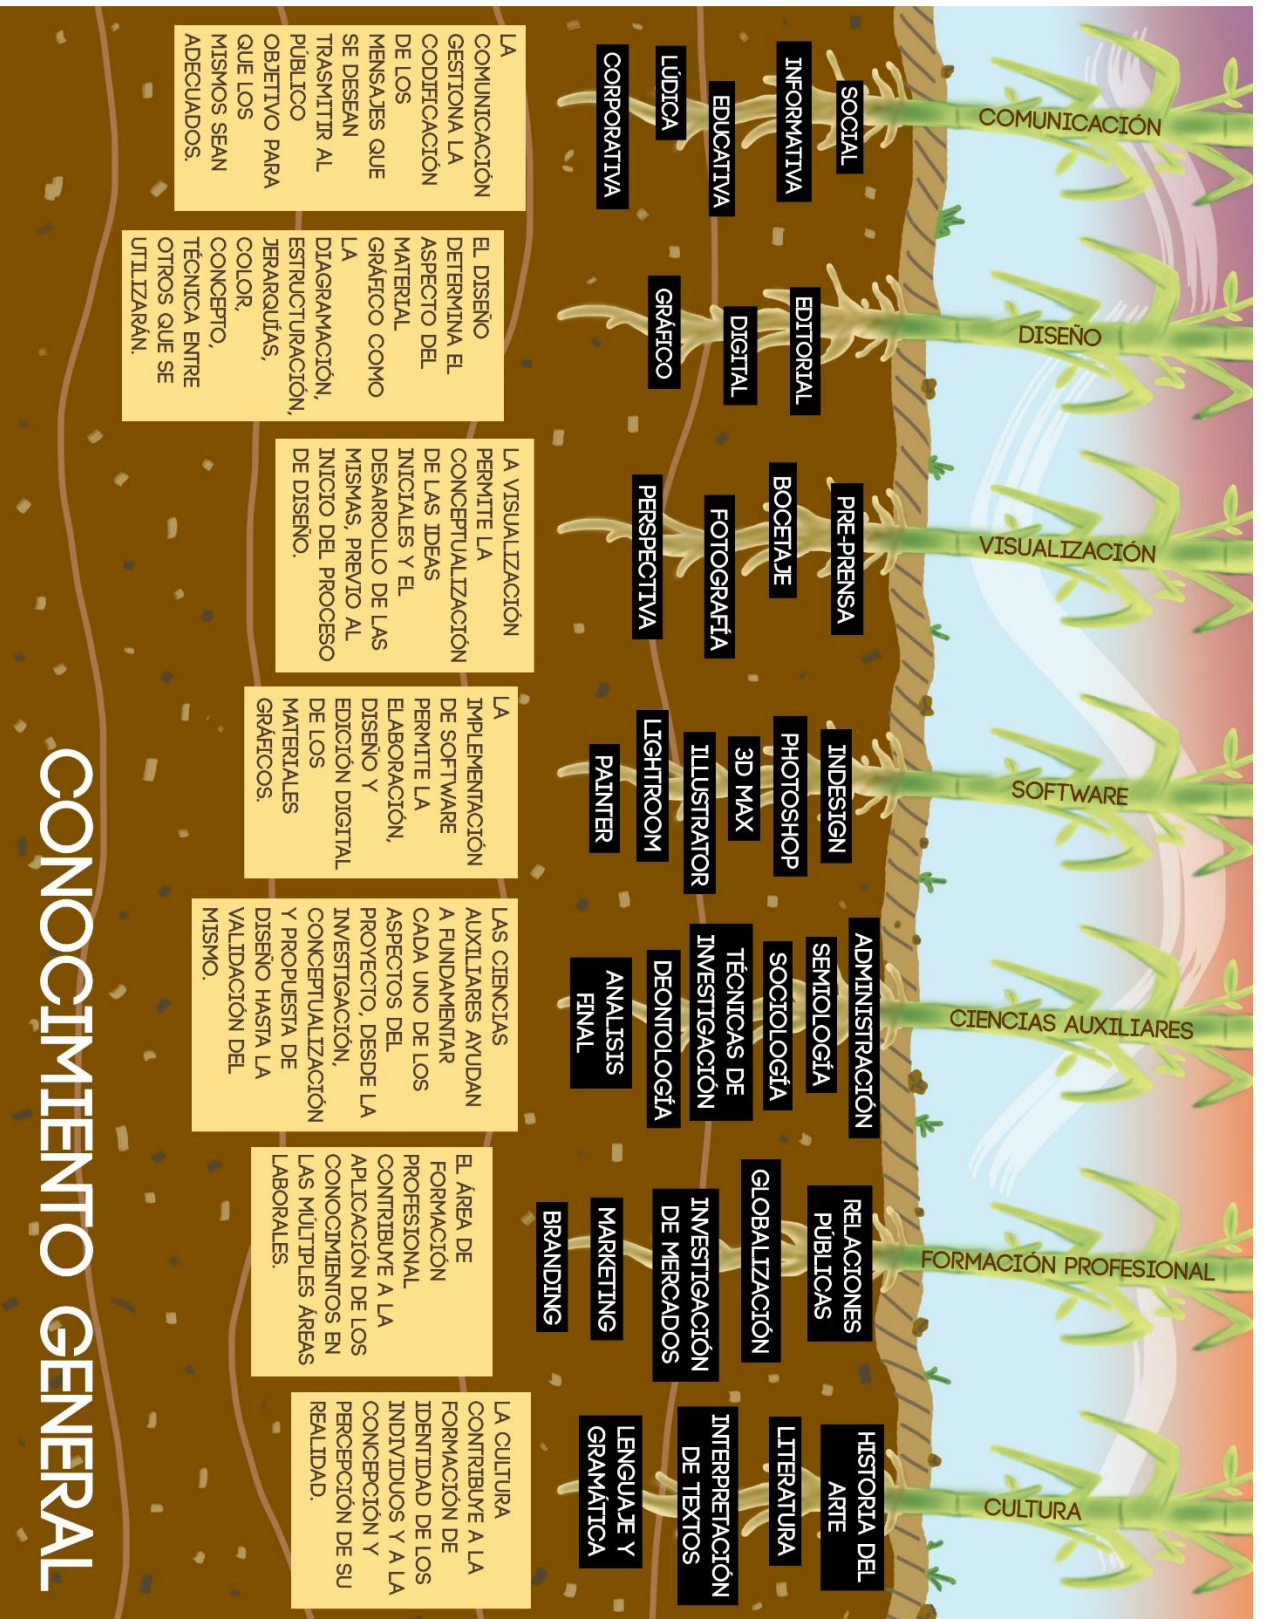 COMUNICACIÓN
SOCIAL
INFORMATIVA
EDUCATIVA
LÚDICA
CORPORATIVA
LA
COMUNICACIÓN
GESTIONA LA
CODIFICACIÓN
DE LOS
MENSAJES QUE
SE DESEAN
TRASMITIR AL
PÚBLICO
OBJETIVO PARA
QUE LOS
MISMOS SEAN
ADECUADOS.
DISEÑO
EDITORIAL
DIGITAL
GRÁFICO
EL DISEÑO
DETERMINA EL
ASPECTO DEL
MATERIAL
GRÁFICO COMO
LA
DIAGRAMACIÓN,
ESTRUCTURACIÓN,
JERARQUÍAS,
COLOR,
CONCEPTO,
TÉCNICA ENTRE
OTROS QUE SE
UTILIZARÁN.
VISUALIZACIÓN
PRE-PRENSA
BOCETAJE
FOTOGRAFÍA
PERSPECTIVA
LA VISUALIZACIÓN
PERMITE LA
CONCEPTUALIZACIÓN
DE LAS IDEAS
INICIALES Y EL
DESARROLLO DE LAS
MISMAS, PREVIO AL
INICIO DEL PROCESO
DE DISEÑO.
SOFTWARE
INDESIGN
PHOTOSHOP
3D MAX
ILLUSTRATOR
LIGHTROOM
PAINTER
LA
IMPLEMENTACIÓN
DE SOFTWARE
PERMITE LA
ELABORACIÓN,
DISEÑO Y
EDICIÓN DIGITAL
DE LOS
MATERIALES
GRÁFICOS.
CIENCIAS AUXILIARES
ADMINISTRACIÓN
SEMIOLOGÍA
SOCIOLOGÍA
TÉCNICAS DE
INVESTIGACIÓN
DEONTOLOGÍA
ANALISIS
FINAL
LAS CIENCIAS
AUXILIARES AYUDAN
A FUNDAMENTAR
CADA UNO DE LOS
ASPECTOS DEL
PROYECTO, DESDE LA
INVESTIGACIÓN,
CONCEPTUALIZACIÓN
Y PROPUESTA DE
DISEÑO HASTA LA
VALIDACIÓN DEL
MISMO.
FORMACIÓN PROFESIONAL
RELACIONES
PÚBLICAS
GLOBALIZACIÓN
INVESTIGACIÓN
DE MERCADOS
MARKETING
BRANDING
EL ÁREA DE
FORMACIÓN
PROFESIONAL
CONTRIBUYE A LA
APLICACIÓN DE LOS
CONOCIMIENTOS EN
LAS MÚLTIPLES ÁREAS
LABORALES.
CULTURA
HISTORIA DEL
ARTE
LITERATURA
INTERPRETACIÓN
DE TEXTOS
LENGUAJE Y
GRAMÁTICA
LA CULTURA
CONTRIBUYE A LA
FORMACIÓN DE
IDENTIDAD DE LOS
INDIVIDUOS Y A LA
CONCEPCIÓN Y
PERCEPCIÓN DE SU
REALIDAD.
CONOCIMIENTO GENERAL